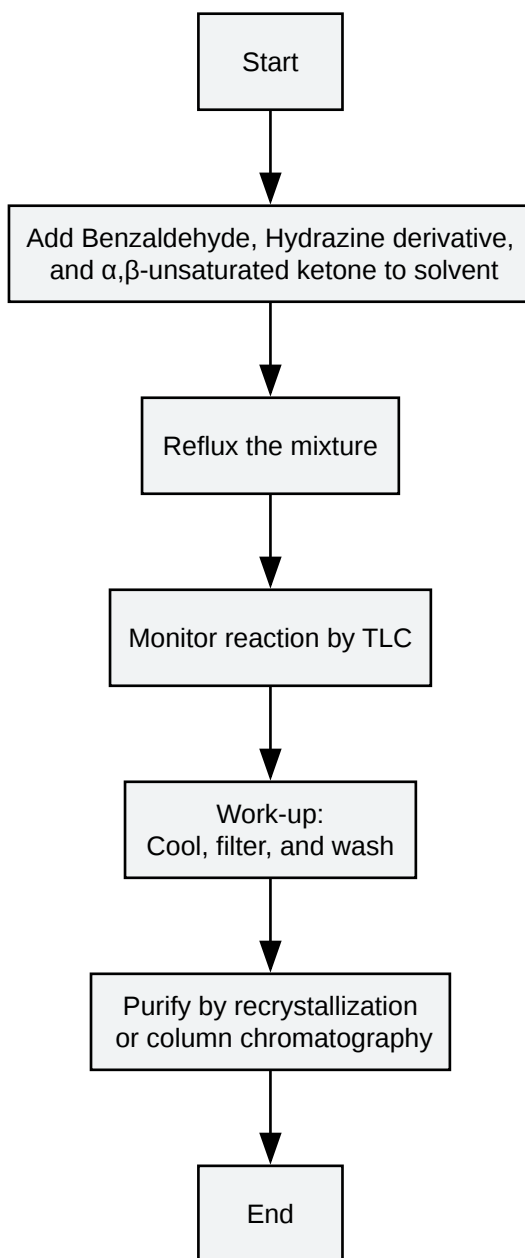 Start
Add Benzaldehyde, Hydrazine derivative,
and α,β-unsaturated ketone to solvent
Reflux the mixture
Monitor reaction by TLC
Work-up:
Cool, filter, and wash
Purify by recrystallization
or column chromatography
End